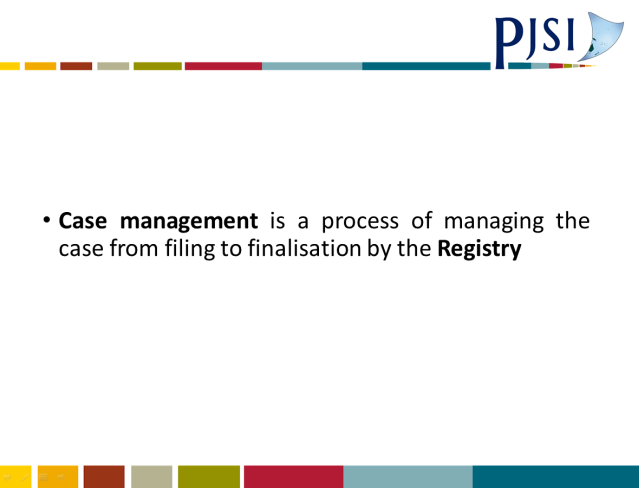 PJSI
• Case management is a process of managing the
case from filing to finalisation by the Registry